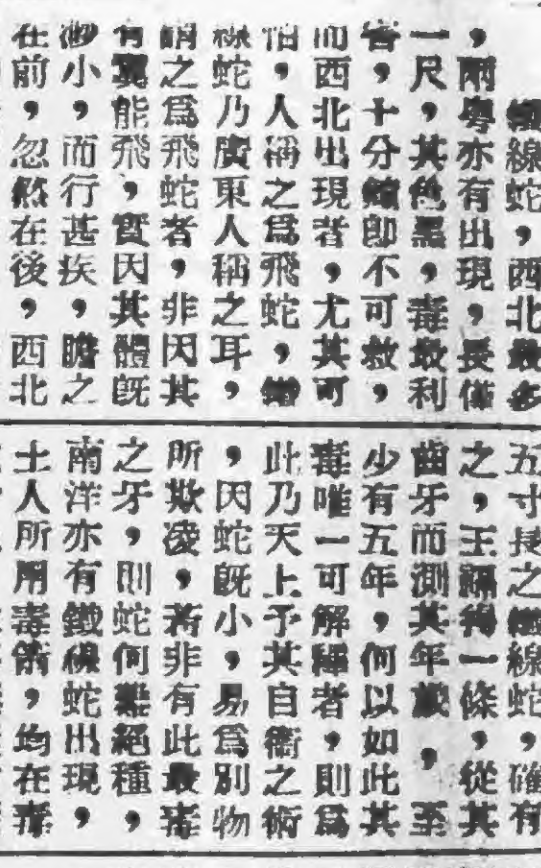 鐵線蛇，西北最多
，兩粵亦有出現，長僅
一尺，其色黑，毒最利
害，十分鐘即不可救，
而西北出現者，尤其可
怕，人稱之爲飛蛇，鐵
線蛇乃廣東人稱之耳，
謂之爲飛蛇者，非因其
有翼能飛，實因其體既
渺小，而行甚疾，瞻之
在前，忽然在後，西北
五寸長之鐵線蛇，確有
之，王得一條，從其
齒牙而測其年歲，至
少有五年，何以如此其
毒唯一可解釋者，則爲
此乃天上予其自衞之術
，因蛇既小，易爲別物
所欺凌，若非有此最毒
之牙，則蛇何難絕種，
南洋亦有鐵線蛇出現，
土人所用毒箭，均在毒